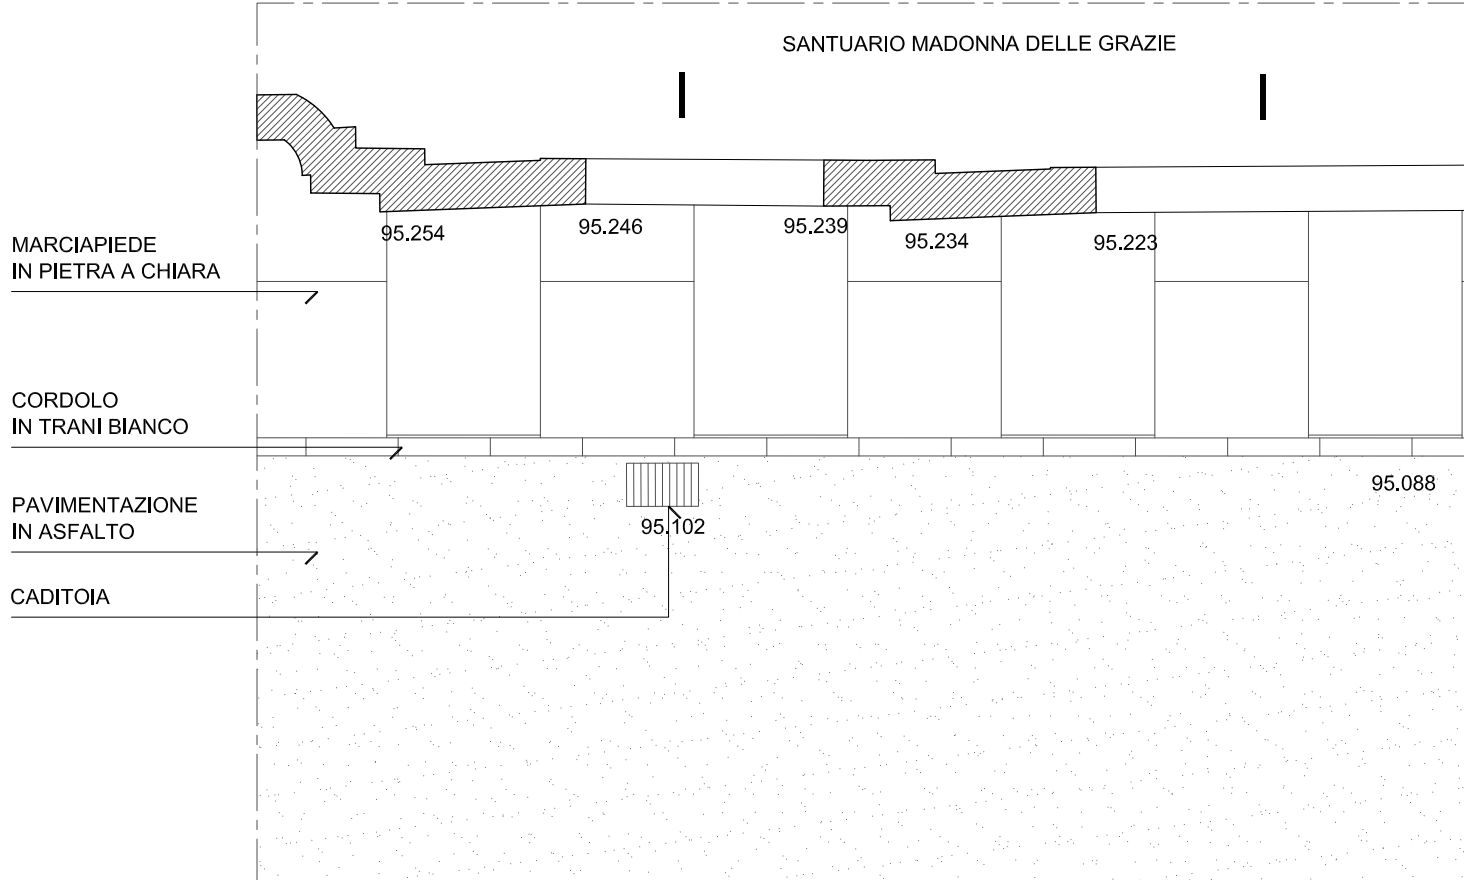 SANTUARIO MADONNA DELLE GRAZIE
95.254
95.246
95.239
95.234
95.223
MARCIAPIEDE
IN PIETRA A CHIARA
CORDOLO
IN TRANI BIANCO
95.088
PAVIMENTAZIONE
IN ASFALTO
95.102
CADITOIA